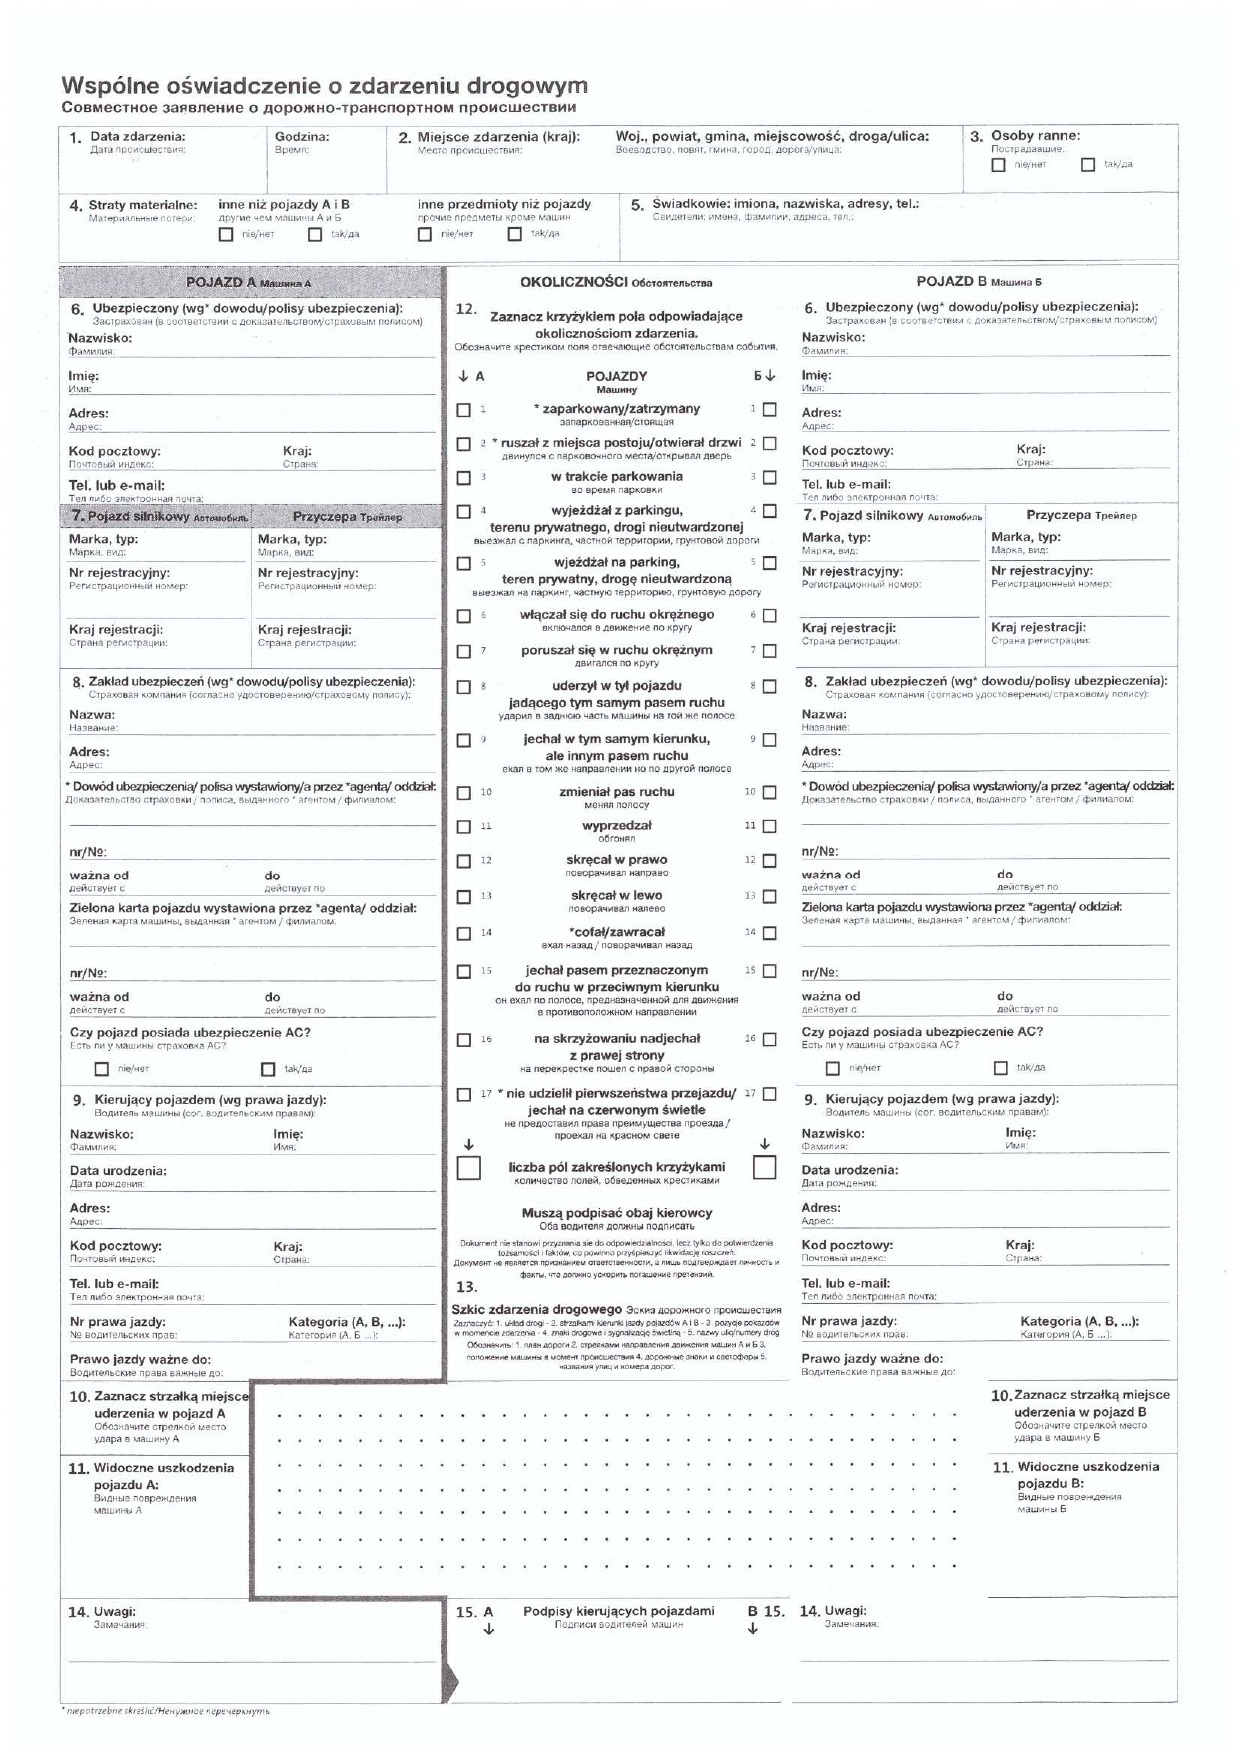 Wspólne oświadczenie o zdarzeniu drogowym
Совместное заявление о дорожно-транспортном происшествии
1. Data zdarzenia:
Дата происшествия:
Godzina:
Время:
2. Miejsce zdarzenia (kraj):
Место происшествия:
Woj., powiat, gmina, miejscowość, droga/ulica:
Воеводство, повят, гмина, город, дорога/улица:
3. Osoby ranne:
Пострадавшие:
nie/нет
tak/да
4. Straty materialne:
Материальные потери:
inne niż pojazdy A i B
другие чем машины А и Б
nie/нет
tak/да
inne przedmioty niż pojazdy
прочие предметы кроме машин
nie/нет
tak/да
5. Świadkowie: imiona, nazwiska, adresy, tel.:
Свидетели: имена, фамилии, адреса, тел.:
POJAZD A Машина А
6. Ubezpieczony (wg* dowodu/polisy ubezpieczenia):
Застрахован (в соответствии с доказательством/страховым полисом)
Nazwisko:
Фамилия:
Imię:
Имя:
Adres:
Адрес:
Kod pocztowy:
Почтовый индекс:
Kraj:
Страна:
Tel. lub e-mail:
Тел либо электронная почта:
7. Pojazd silnikowy Автомобиль
Przyczepa Трейлер
Marka, typ:
Марка, вид:
Marka, typ:
Марка, вид:
Nr rejestracyjny:
Регистрационный номер:
Nr rejestracyjny:
Регистрационный номер:
Kraj rejestracji:
Страна регистрации:
Kraj rejestracji:
Страна регистрации:
8. Zakład ubezpieczeń (wg* dowodu/polisy ubezpieczenia):
Страховая компания (согласно удостоверению/страховому полису):
Nazwa:
Название:
Adres:
Адрес:
* Dowód ubezpieczenia/ polisa wystawiony/a przez *agenta/ oddział:
Доказательство страховки / полиса, выданного * агентом / филиалом:
nr/№:
ważna od
действует с
do
действует по
Zielona karta pojazdu wystawiona przez *agenta/ oddział:
Зеленая карта машины, выданная * агентом / филиалом:
nr/№:
ważna od
действует с
do
действует по
Czy pojazd posiada ubezpieczenie AC?
Есть ли у машины страховка АС?
nie/нет
tak/да
9. Kierujący pojazdem (wg prawa jazdy):
Водитель машины (сог. водительским правам):
Nazwisko:
Фамилия:
Imię:
Имя:
Data urodzenia:
Дата рождения:
Adres:
Адрес:
Kod pocztowy:
Почтовый индекс:
Kraj:
Страна:
Tel. lub e-mail:
Тел либо электронная почта:
Nr prawa jazdy:
№ водительских прав:
Kategoria (A, B, ...):
Категория (А, Б ...):
Prawo jazdy ważne do:
Водительские права важные до:
10. Zaznacz strzałką miejsce
uderzenia w pojazd A
Обозначьте стрелкой место
удара в машину А
11. Widoczne uszkodzenia
pojazdu A:
Видные повреждения
машины А
14. Uwagi:
Замечания:
OKOLICZNOŚCI Обстоятельства
12. Zaznacz krzyżykiem pola odpowiadające
okolicznościom zdarzenia.
Обозначьте крестиком поля отвечающие обстоятельствам события.
↓ A POJAZDY Б ↓
Машину
1 * zaparkowany/zatrzymany 1
запаркованная/стоящая
2 * ruszał z miejsca postoju/otwierał drzwi 2
двинулся с парковочного места/открывал дверь
3 w trakcie parkowania 3
во время парковки
4 wyjeżdżał z parkingu, 4
terenu prywatnego, drogi nieutwardzonej
выезжал с паркинга, частной территории, грунтовой дороги
5 wjeżdżał na parking, 5
teren prywatny, drogę nieutwardzoną
выезжал на паркинг, частную территорию, грунтовую дорогу
6 włączał się do ruchu okrężnego 6
включался в движение по кругу
7 poruszał się w ruchu okrężnym 7
двигался по кругу
8 uderzył w tył pojazdu 8
jadącego tym samym pasem ruchu
ударил в заднюю часть машины на той же полосе
9 jechał w tym samym kierunku, 9
ale innym pasem ruchu
ехал в том же направлении но по другой полосе
10 zmieniał pas ruchu 10
менял полосу
11 wyprzedzał 11
обгонял
12 skręcał w prawo 12
поворачивал направо
13 skręcał w lewo 13
поворачивал налево
14 *cofał/zawracał 14
ехал назад / поворачивал назад
15 jechał pasem przeznaczonym 15
do ruchu w przeciwnym kierunku
он ехал по полосе, предназначенной для движения
в противоположном направлении
16 na skrzyżowaniu nadjechał 16
z prawej strony
на перекрестке пошел с правой стороны
17 * nie udzielił pierwszeństwa przejazdu/ 17
jechał na czerwonym świetle
не предоставил права преимущества проезда /
проехал на красном свете
↓ ↓
liczba pól zakreślonych krzyżykami
количество полей, обведенных крестиками
Muszą podpisać obaj kierowcy
Оба водителя должны подписать
Dokument nie stanowi przyznania się do odpowiedzialności, lecz tylko do potwierdzenia
tożsamości i faktów, co powinno przyśpieszyć likwidację roszczeń.
Документ не является признанием ответственности, а лишь подтверждает личность и
факты, что должно ускорить погашение претензий.
13.
Szkic zdarzenia drogowego Эскиз дорожного происшествия
Zaznaczyć: 1. układ drogi - 2. strzałkami kierunki jazdy pojazdów A i B - 3. pozycje pojazdów
w momencie zdarzenia - 4. znaki drogowe i sygnalizację świetlną - 5. nazwy ulic/numery dróg
Обозначить: 1. план дороги 2. стрелками направления движения машин А и Б 3.
положение машины в момент происшествия 4. дорожные знаки и светофоры 5.
названия улиц и номера дорог.
15. A Podpisy kierujących pojazdami B 15.
↓ Подписи водителей машин ↓
POJAZD B Машина Б
6. Ubezpieczony (wg* dowodu/polisy ubezpieczenia):
Застрахован (в соответствии с доказательством/страховым полисом)
Nazwisko:
Фамилия:
Imię:
Имя:
Adres:
Адрес:
Kod pocztowy:
Почтовый индекс:
Kraj:
Страна:
Tel. lub e-mail:
Тел либо электронная почта:
7. Pojazd silnikowy Автомобиль
Przyczepa Трейлер
Marka, typ:
Марка, вид:
Marka, typ:
Марка, вид:
Nr rejestracyjny:
Регистрационный номер:
Nr rejestracyjny:
Регистрационный номер:
Kraj rejestracji:
Страна регистрации:
Kraj rejestracji:
Страна регистрации:
8. Zakład ubezpieczeń (wg* dowodu/polisy ubezpieczenia):
Страховая компания (согласно удостоверению/страховому полису):
Nazwa:
Название:
Adres:
Адрес:
* Dowód ubezpieczenia/ polisa wystawiony/a przez *agenta/ oddział:
Доказательство страховки / полиса, выданного * агентом / филиалом:
nr/№:
ważna od
действует с
do
действует по
Zielona karta pojazdu wystawiona przez *agenta/ oddział:
Зеленая карта машины, выданная * агентом / филиалом:
nr/№:
ważna od
действует с
do
действует по
Czy pojazd posiada ubezpieczenie AC?
Есть ли у машины страховка АС?
nie/нет
tak/да
9. Kierujący pojazdem (wg prawa jazdy):
Водитель машины (сог. водительским правам):
Nazwisko:
Фамилия:
Imię:
Имя:
Data urodzenia:
Дата рождения:
Adres:
Адрес:
Kod pocztowy:
Почтовый индекс:
Kraj:
Страна:
Tel. lub e-mail:
Тел либо электронная почта:
Nr prawa jazdy:
№ водительских прав:
Kategoria (A, B, ...):
Категория (А, Б ...):
Prawo jazdy ważne do:
Водительские права важные до:
10. Zaznacz strzałką miejsce
uderzenia w pojazd B
Обозначьте стрелкой место
удара в машину Б
11. Widoczne uszkodzenia
pojazdu B:
Видные повреждения
машины Б
14. Uwagi:
Замечания:
* niepotrzebne skreślić/Ненужное перечеркнуть